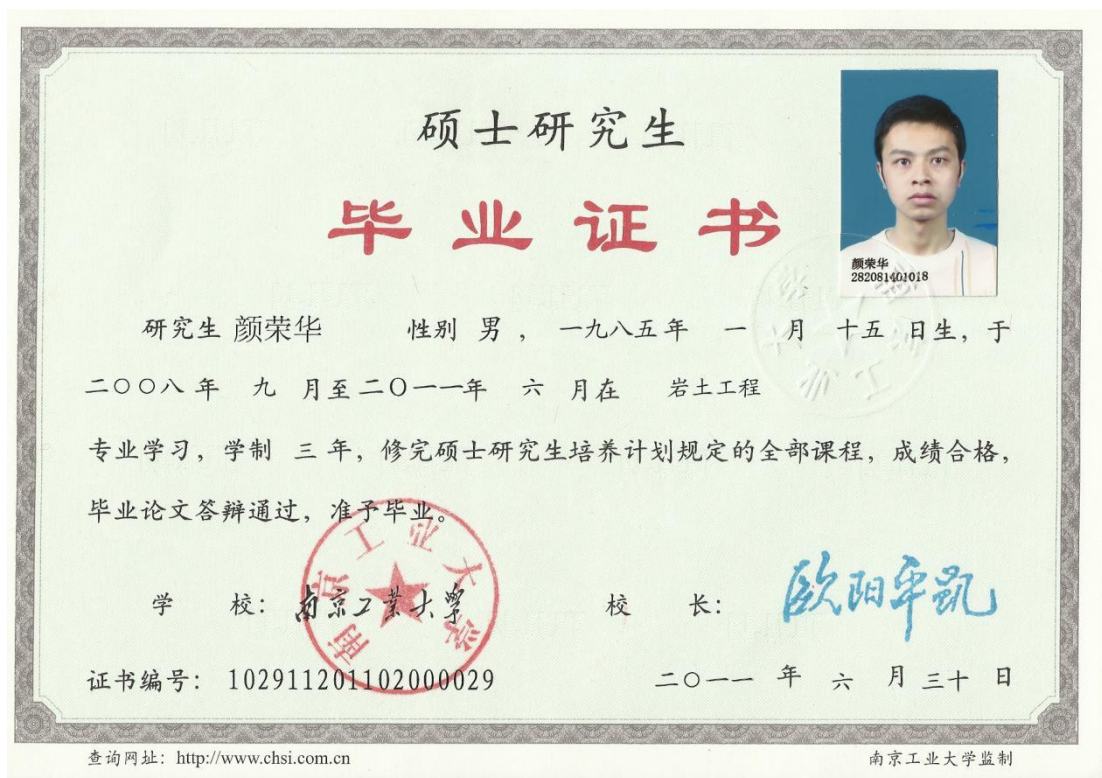 硕士研究生
毕业证书
颜荣华
282081401018
研究生 颜荣华 性别 男 ， 一九八五年 一 月 十五 日生，于
二〇〇八 年 九 月至二〇一一年 六 月在 岩土工程
专业学习，学制 三 年，修完硕士研究生培养计划规定的全部课程，成绩合格，
毕业论文答辩通过，准予毕业。
南京工业大学
学 校： 南京工业大学 校 长： 欧阳平凯
证书编号： 102911201102000029 二〇一一 年 六 月 三十 日
查询网址：http://www.chsi.com.cn 南京工业大学监制